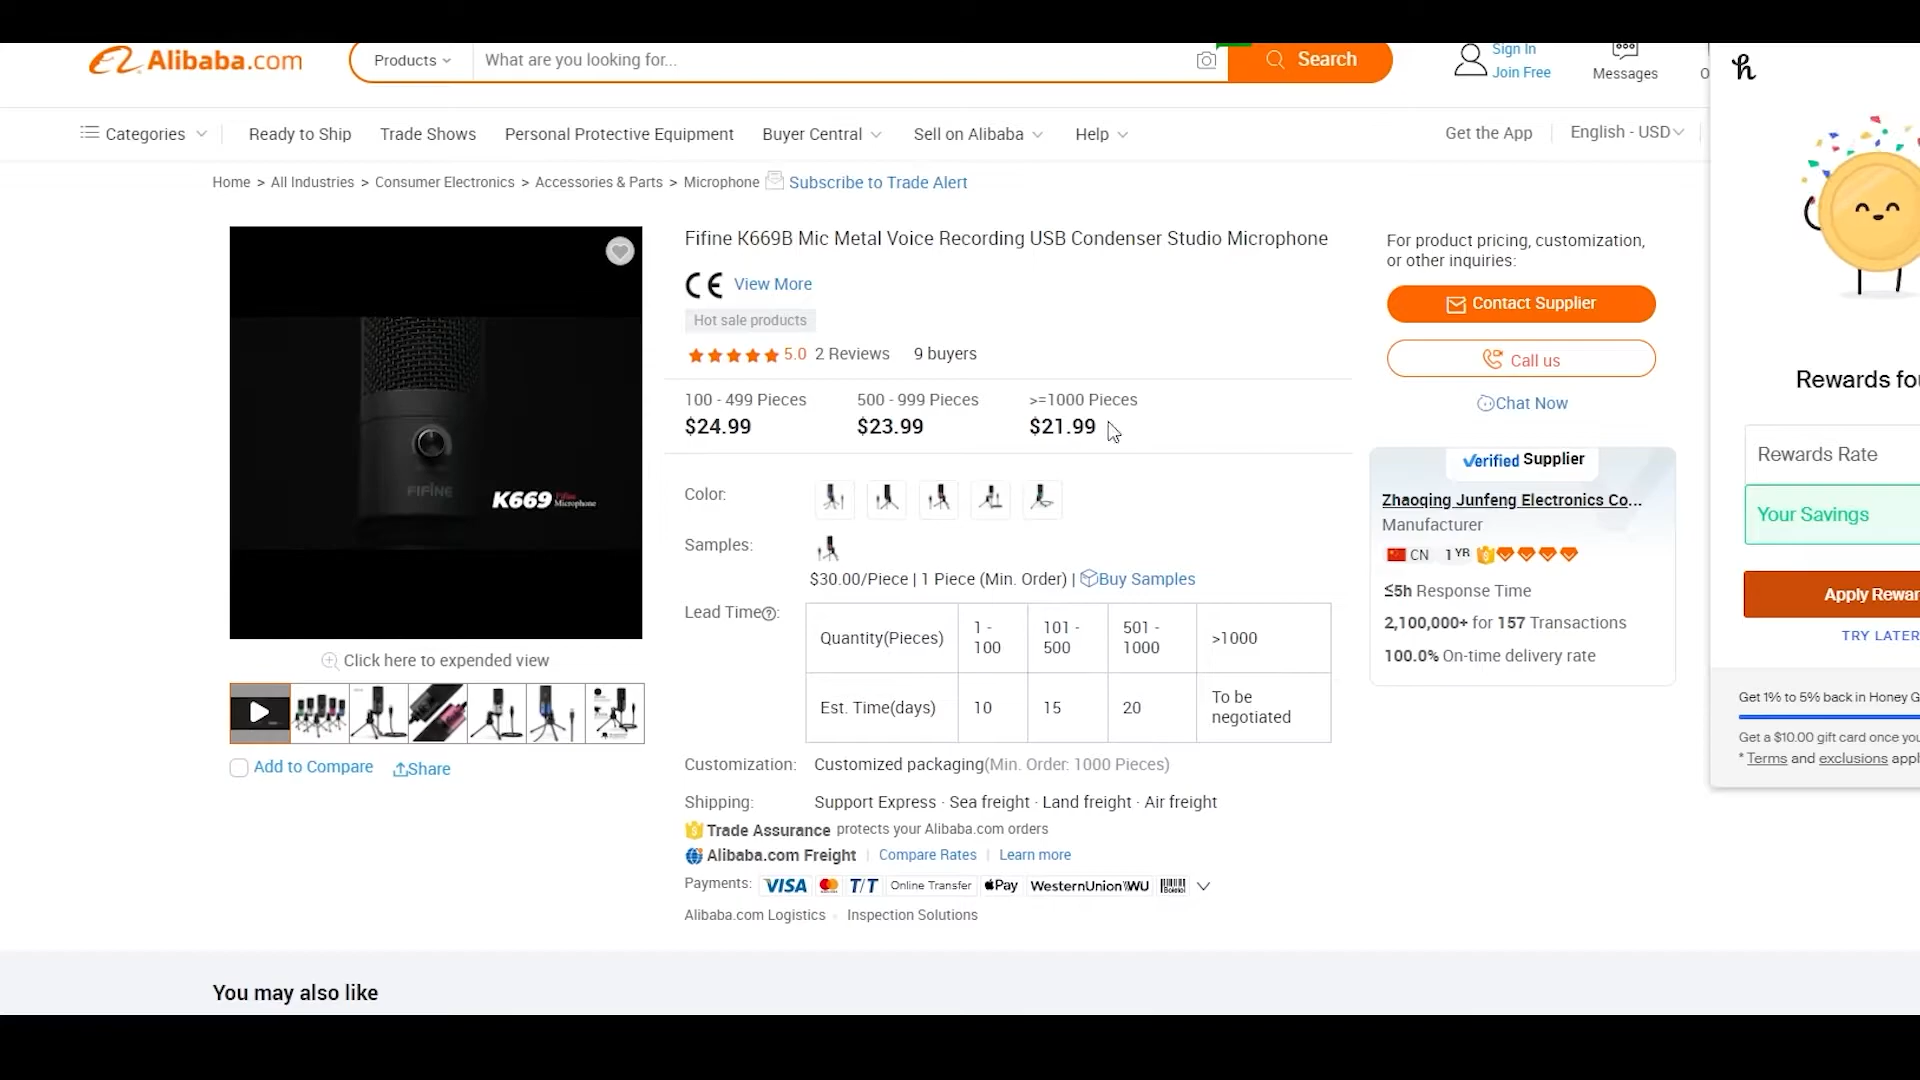 Alibaba.com
Products
What are you looking for...
Search
Sign In
Join Free
Messages
Categories
Ready to Ship
Trade Shows
Personal Protective Equipment
Buyer Central
Sell on Alibaba
Help
Get the App
English - USD
Home > All Industries > Consumer Electronics > Accessories & Parts > Microphone
Subscribe to Trade Alert
Fifine K669B Mic Metal Voice Recording USB Condenser Studio Microphone
CE View More
Hot sale products
5.0 2 Reviews 9 buyers
100 - 499 Pieces
$24.99
500 - 999 Pieces
$23.99
>=1000 Pieces
$21.99
Color:
Samples:
$30.00/Piece | 1 Piece (Min. Order) | Buy Samples
Lead Time?:
Quantity(Pieces) 1 - 100 101 - 500 501 - 1000 >1000
Est. Time(days) 10 15 20 To be negotiated
Customization: Customized packaging(Min. Order: 1000 Pieces)
Shipping: Support Express · Sea freight · Land freight · Air freight
Trade Assurance protects your Alibaba.com orders
Alibaba.com Freight | Compare Rates | Learn more
Payments: VISA T/T Online Transfer Pay WesternUnion WU
Alibaba.com Logistics Inspection Solutions
FIFINE
K669 Fifine Microphone
Click here to expended view
Add to Compare
Share
For product pricing, customization,
or other inquiries:
Contact Supplier
Call us
Chat Now
Verified Supplier
Zhaoqing Junfeng Electronics Co...
Manufacturer
CN 1 YR
≤5h Response Time
2,100,000+ for 157 Transactions
100.0% On-time delivery rate
h
Rewards fo
Rewards Rate
Your Savings
Apply Rewar
TRY LATER
Get 1% to 5% back in Honey G
Get a $10.00 gift card once you
* Terms and exclusions appl
You may also like